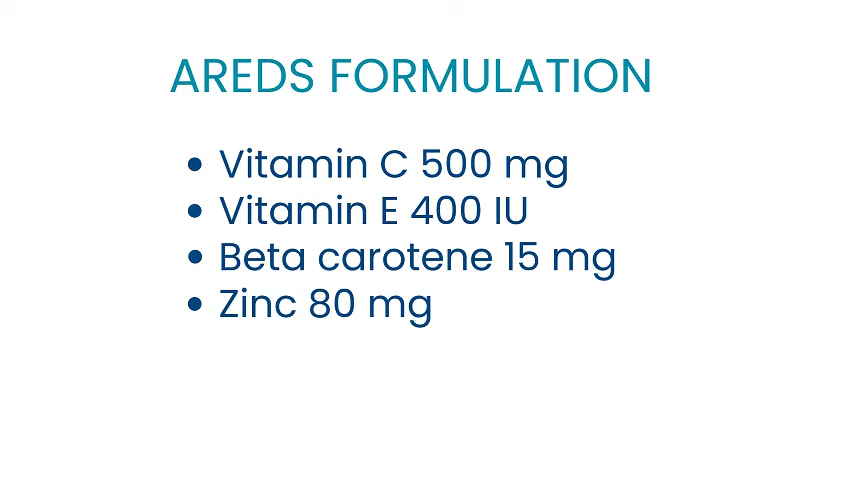 AREDS FORMULATION
• Vitamin C 500 mg
• Vitamin E 400 IU
• Beta carotene 15 mg
• Zinc 80 mg